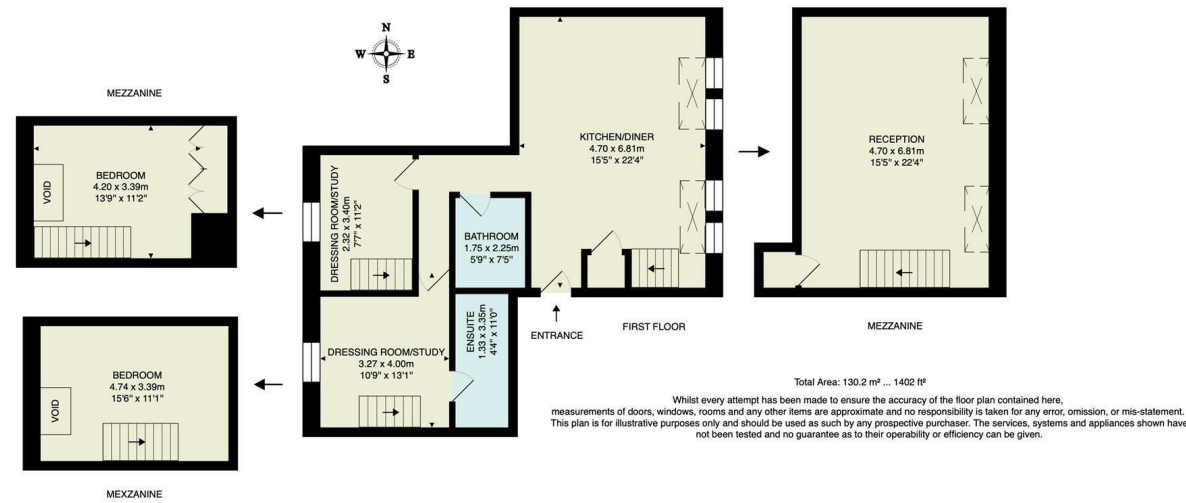 N
W E
S
MEZZANINE
BEDROOM
4.20 x 3.39m
13'9" x 11'2"
VOID
DRESSING ROOM/STUDY
2.32 x 3.40m
7'7" x 11'2"
BATHROOM
1.75 x 2.25m
5'9" x 7'5"
KITCHEN/DINER
4.70 x 6.81m
15'5" x 22'4"
RECEPTION
4.70 x 6.81m
15'5" x 22'4"
ENTRANCE
FIRST FLOOR
MEZZANINE
BEDROOM
4.74 x 3.39m
15'6" x 11'1"
VOID
MEXZANINE
DRESSING ROOM/STUDY
3.27 x 4.00m
10'9" x 13'1"
ENSUITE
1.33 x 3.35m
4'4" x 11'0"
Total Area: 130.2 m² ... 1402 ft²
Whilst every attempt has been made to ensure the accuracy of the floor plan contained here,
measurements of doors, windows, rooms and any other items are approximate and no responsibility is taken for any error, omission, or mis-statement.
This plan is for illustrative purposes only and should be used as such by any prospective purchaser. The services, systems and appliances shown have
not been tested and no guarantee as to their operability or efficiency can be given.